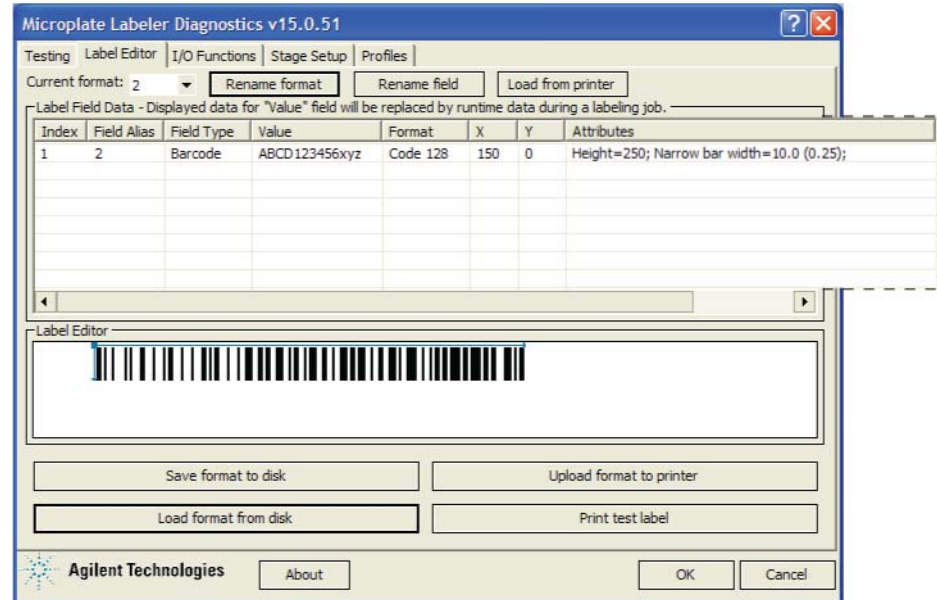 Microplate Labeler Diagnostics v15.0.51
Testing Label Editor I/O Functions Stage Setup Profiles
Current format: 2 Rename format Rename field Load from printer
Label Field Data - Displayed data for "Value" field will be replaced by runtime data during a labeling job.
Index Field Alias Field Type Value Format X Y Attributes
1 2 Barcode ABCD123456xyz Code 128 150 0 Height=250; Narrow bar width=10.0 (0.25);
Label Editor
Save format to disk Upload format to printer
Load format from disk Print test label
Agilent Technologies About OK Cancel